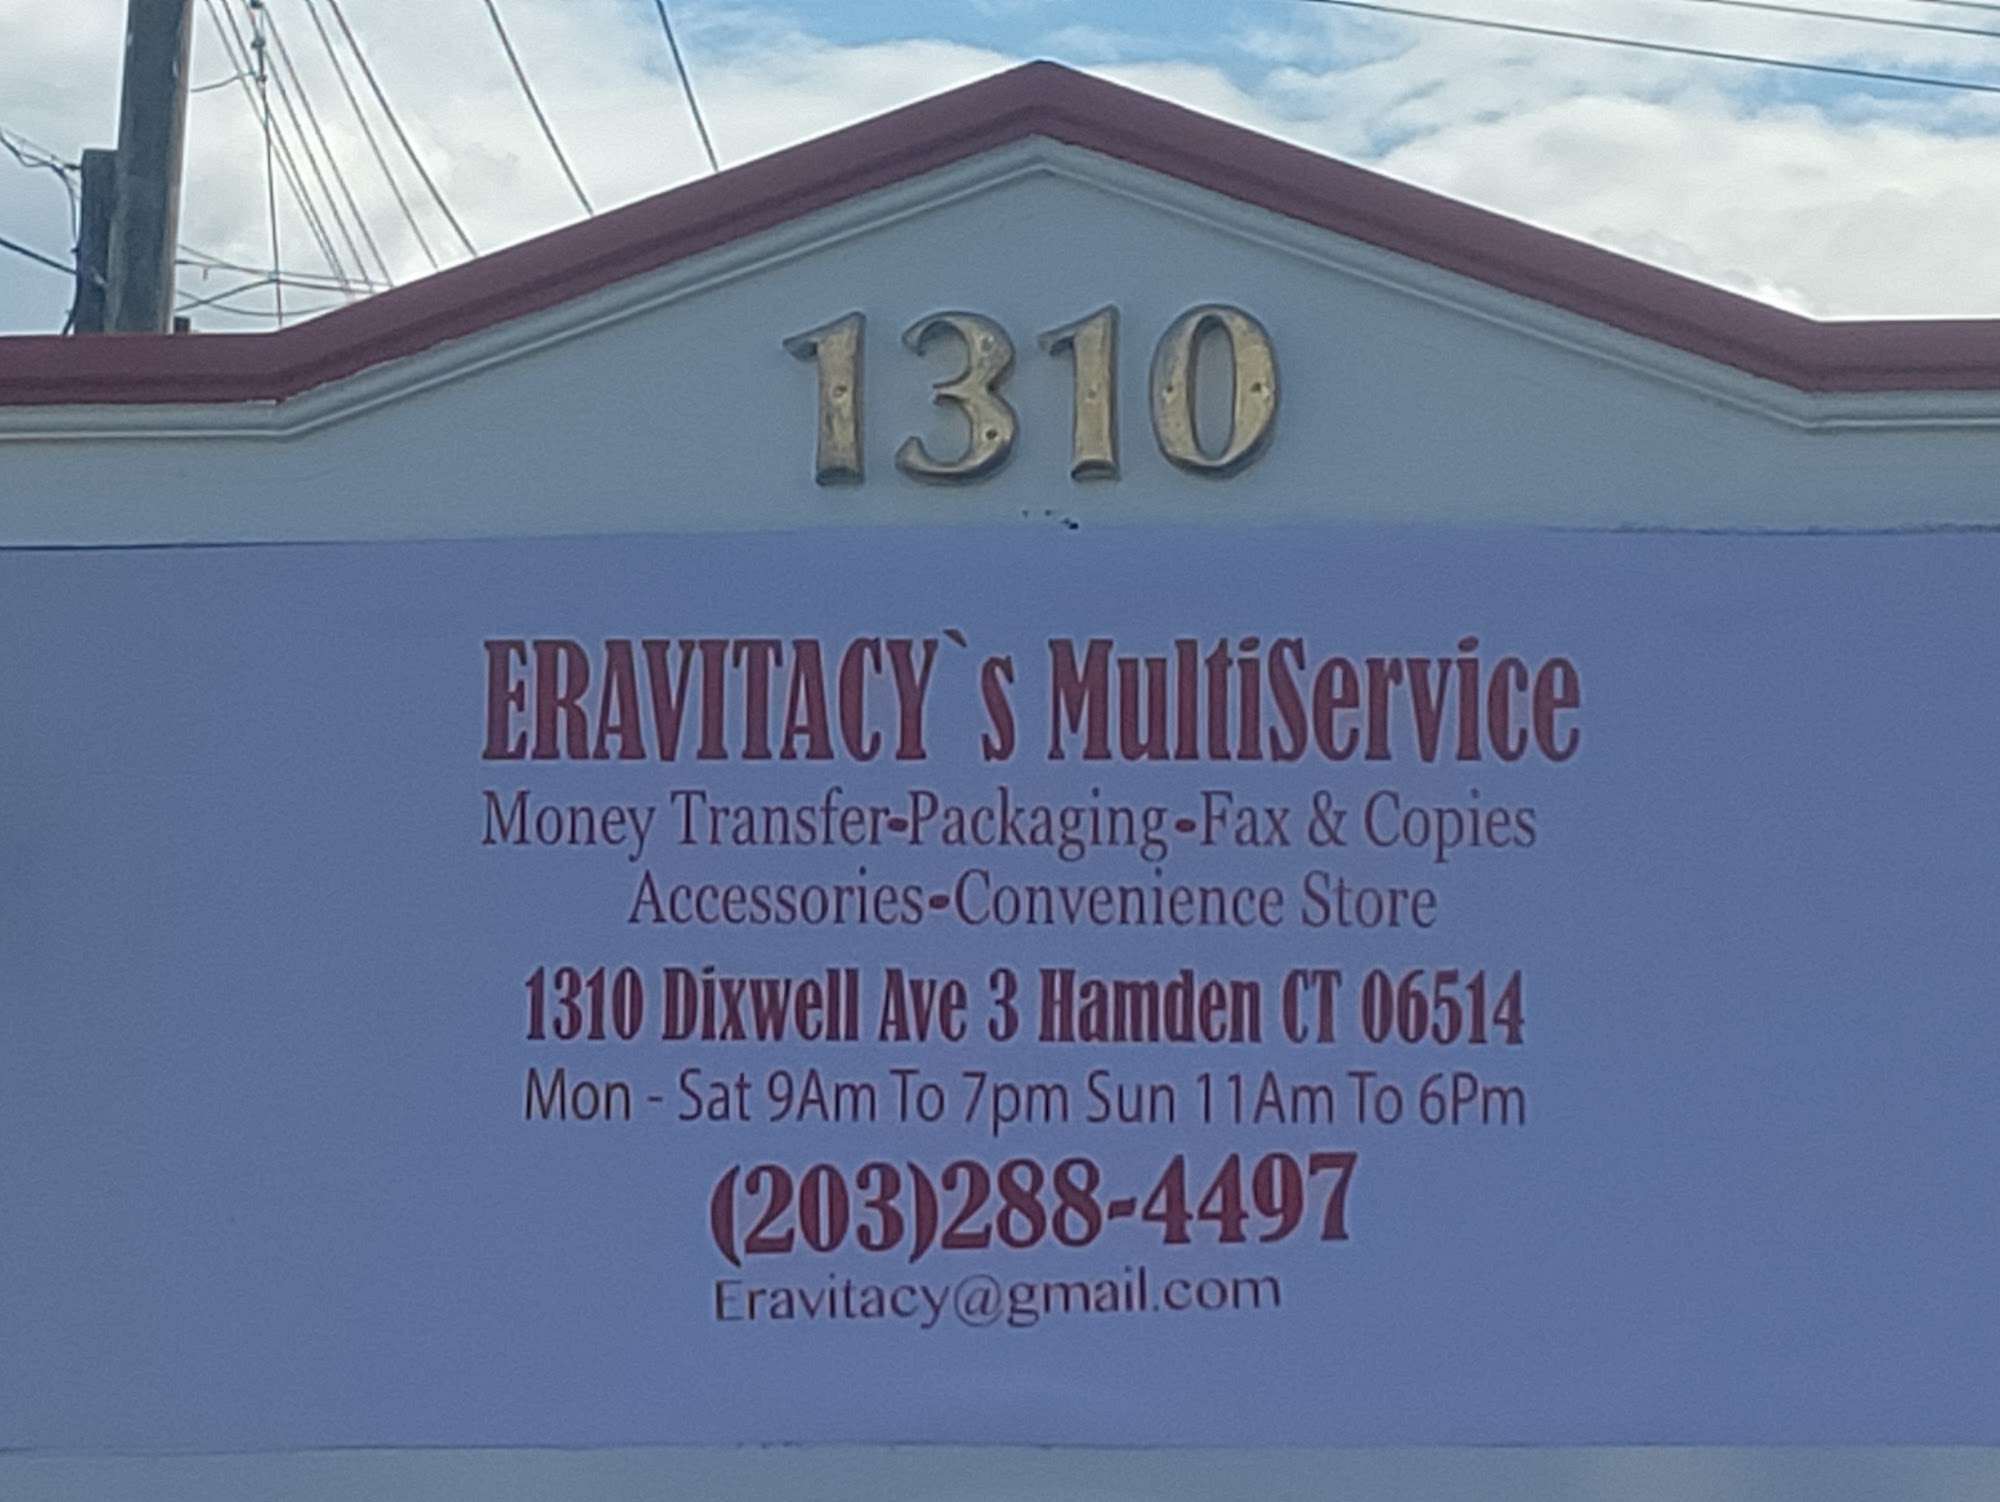 1310
ERAVITACY`s MultiService
Money Transfer-Packaging-Fax & Copies
Accessories-Convenience Store
1310 Dixwell Ave 3 Hamden CT 06514
Mon - Sat 9Am To 7pm Sun 11Am To 6Pm
(203)288-4497
Eravitacy@gmail.com